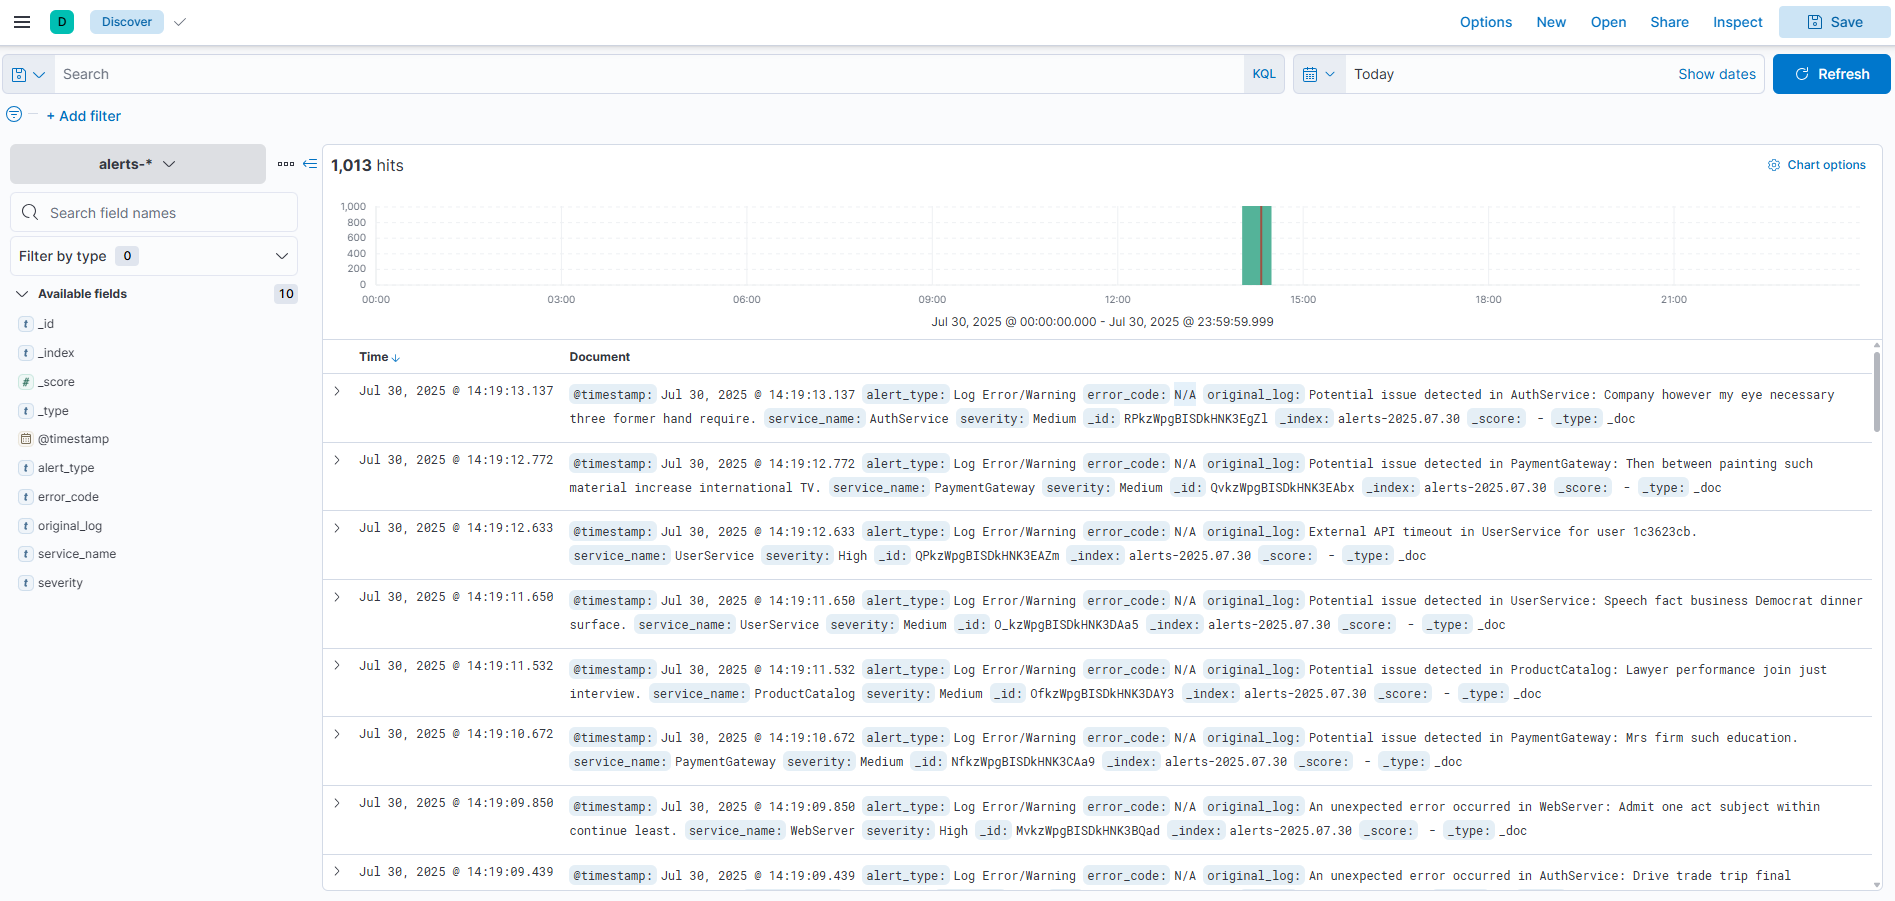 D Discover Options New Open Share Inspect Save
Search KQL Today Show dates Refresh
+ Add filter
alerts-*
1,013 hits Chart options
Search field names
Filter by type 0
Available fields 10
_id
_index
_score
_type
@timestamp
alert_type
error_code
original_log
service_name
severity
1,000
800
600
400
200
0
00:00 03:00 06:00 09:00 12:00 15:00 18:00 21:00
Jul 30, 2025 @ 00:00:00.000 - Jul 30, 2025 @ 23:59:59.999
Time Document
Jul 30, 2025 @ 14:19:13.137 @timestamp: Jul 30, 2025 @ 14:19:13.137 alert_type: Log Error/Warning error_code: N/A original_log: Potential issue detected in AuthService: Company however my eye necessary
three former hand require. service_name: AuthService severity: Medium _id: RPkzWpgBISDkHNK3EgZl _index: alerts-2025.07.30 _score: - _type: _doc
Jul 30, 2025 @ 14:19:12.772 @timestamp: Jul 30, 2025 @ 14:19:12.772 alert_type: Log Error/Warning error_code: N/A original_log: Potential issue detected in PaymentGateway: Then between painting such
material increase international TV. service_name: PaymentGateway severity: Medium _id: QvkzWpgBISDkHNK3EAbx _index: alerts-2025.07.30 _score: - _type: _doc
Jul 30, 2025 @ 14:19:12.633 @timestamp: Jul 30, 2025 @ 14:19:12.633 alert_type: Log Error/Warning error_code: N/A original_log: External API timeout in UserService for user 1c3623cb.
service_name: UserService severity: High _id: QPkzWpgBISDkHNK3EAZm _index: alerts-2025.07.30 _score: - _type: _doc
Jul 30, 2025 @ 14:19:11.650 @timestamp: Jul 30, 2025 @ 14:19:11.650 alert_type: Log Error/Warning error_code: N/A original_log: Potential issue detected in UserService: Speech fact business Democrat dinner
surface. service_name: UserService severity: Medium _id: O_kzWpgBISDkHNK3DAa5 _index: alerts-2025.07.30 _score: - _type: _doc
Jul 30, 2025 @ 14:19:11.532 @timestamp: Jul 30, 2025 @ 14:19:11.532 alert_type: Log Error/Warning error_code: N/A original_log: Potential issue detected in ProductCatalog: Lawyer performance join just
interview. service_name: ProductCatalog severity: Medium _id: OfkzWpgBISDkHNK3DAY3 _index: alerts-2025.07.30 _score: - _type: _doc
Jul 30, 2025 @ 14:19:10.672 @timestamp: Jul 30, 2025 @ 14:19:10.672 alert_type: Log Error/Warning error_code: N/A original_log: Potential issue detected in PaymentGateway: Mrs firm such education.
service_name: PaymentGateway severity: Medium _id: NfkzWpgBISDkHNK3CAa9 _index: alerts-2025.07.30 _score: - _type: _doc
Jul 30, 2025 @ 14:19:09.850 @timestamp: Jul 30, 2025 @ 14:19:09.850 alert_type: Log Error/Warning error_code: N/A original_log: An unexpected error occurred in WebServer: Admit one act subject within
continue least. service_name: WebServer severity: High _id: MvkzWpgBISDkHNK3BQad _index: alerts-2025.07.30 _score: - _type: _doc
Jul 30, 2025 @ 14:19:09.439 @timestamp: Jul 30, 2025 @ 14:19:09.439 alert_type: Log Error/Warning error_code: N/A original_log: An unexpected error occurred in AuthService: Drive trade trip final